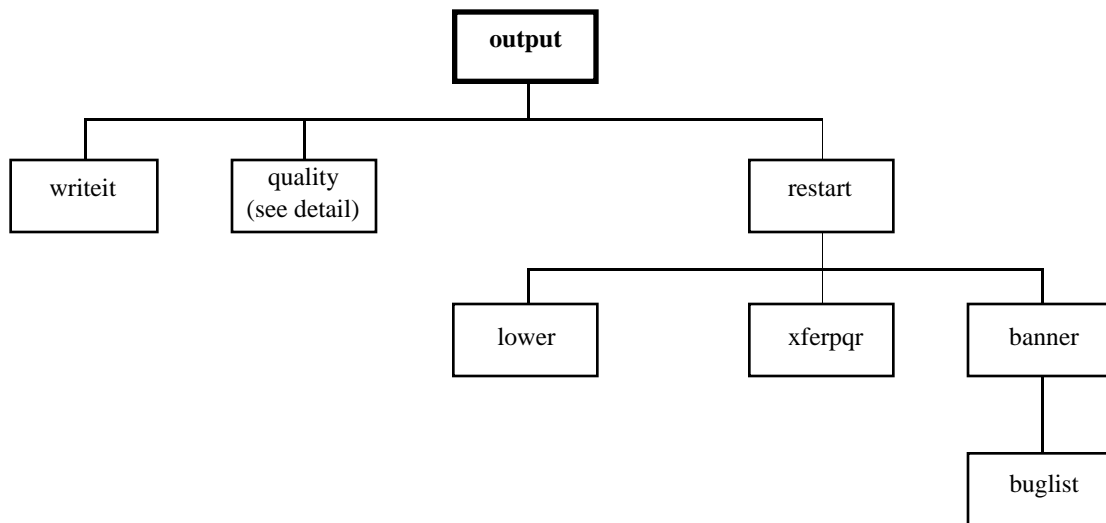 output
writeit
quality
(see detail)
restart
lower
xferpqr
banner
buglist